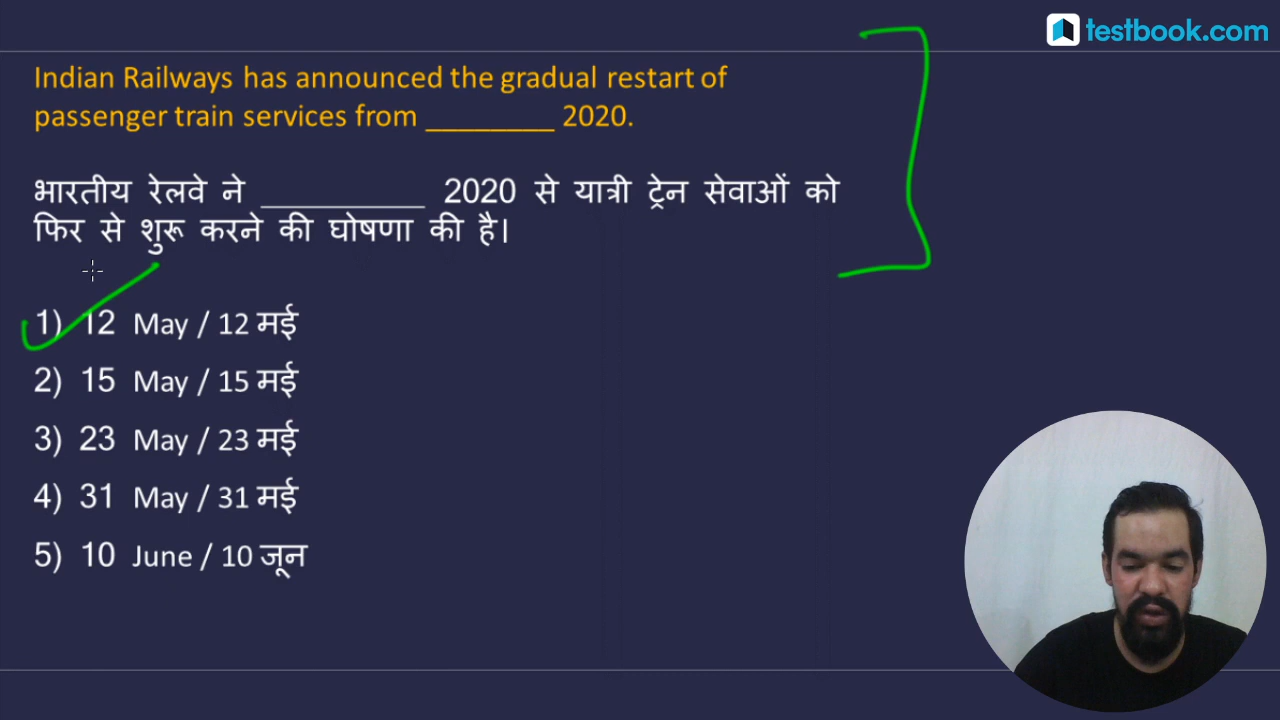 testbook.com
Indian Railways has announced the gradual restart of
passenger train services from ________ 2020.
भारतीय रेलवे ने __________ 2020 से यात्री ट्रेन सेवाओं को
फिर से शुरू करने की घोषणा की है।
1) 12 May / 12 मई
2) 15 May / 15 मई
3) 23 May / 23 मई
4) 31 May / 31 मई
5) 10 June / 10 जून